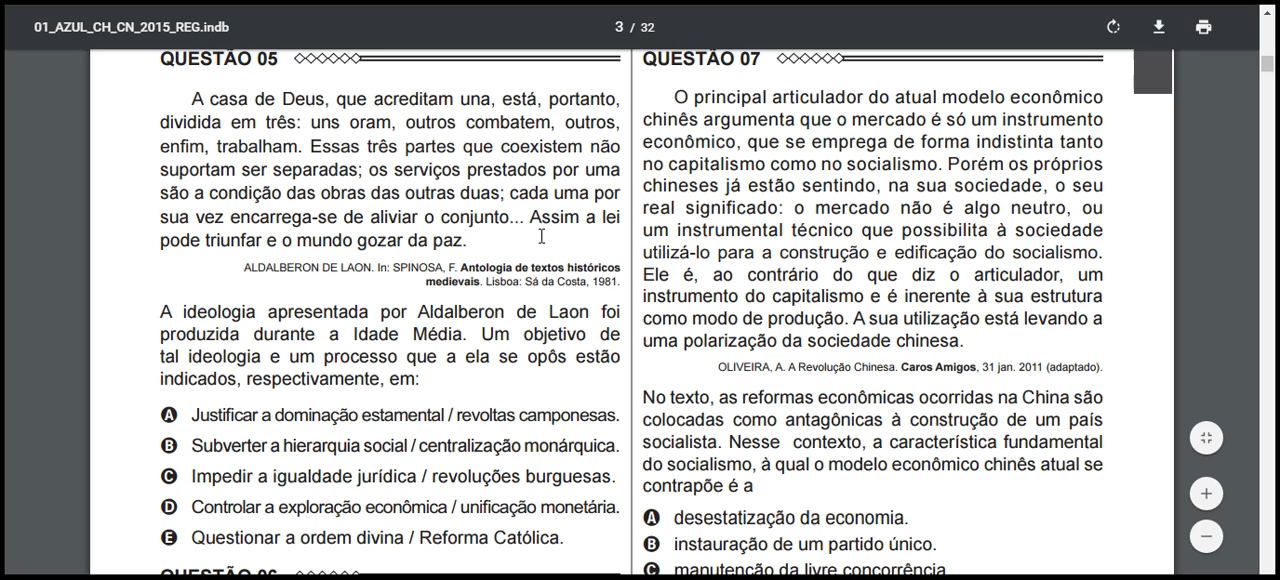 01_AZUL_CH_CN_2015_REG.indb
3 / 32
QUESTÃO 05
A casa de Deus, que acreditam una, está, portanto,
dividida em três: uns oram, outros combatem, outros,
enfim, trabalham. Essas três partes que coexistem não
suportam ser separadas; os serviços prestados por uma
são a condição das obras das outras duas; cada uma por
sua vez encarrega-se de aliviar o conjunto... Assim a lei
pode triunfar e o mundo gozar da paz.
ALDALBERON DE LAON. In: SPINOSA, F. Antologia de textos históricos
medievais. Lisboa: Sá da Costa, 1981.
A ideologia apresentada por Aldalberon de Laon foi
produzida durante a Idade Média. Um objetivo de
tal ideologia e um processo que a ela se opôs estão
indicados, respectivamente, em:
A Justificar a dominação estamental / revoltas camponesas.
B Subverter a hierarquia social / centralização monárquica.
C Impedir a igualdade jurídica / revoluções burguesas.
D Controlar a exploração econômica / unificação monetária.
E Questionar a ordem divina / Reforma Católica.
QUESTÃO 06
QUESTÃO 07
O principal articulador do atual modelo econômico
chinês argumenta que o mercado é só um instrumento
econômico, que se emprega de forma indistinta tanto
no capitalismo como no socialismo. Porém os próprios
chineses já estão sentindo, na sua sociedade, o seu
real significado: o mercado não é algo neutro, ou
um instrumental técnico que possibilita à sociedade
utilizá-lo para a construção e edificação do socialismo.
Ele é, ao contrário do que diz o articulador, um
instrumento do capitalismo e é inerente à sua estrutura
como modo de produção. A sua utilização está levando a
uma polarização da sociedade chinesa.
OLIVEIRA, A. A Revolução Chinesa. Caros Amigos, 31 jan. 2011 (adaptado).
No texto, as reformas econômicas ocorridas na China são
colocadas como antagônicas à construção de um país
socialista. Nesse contexto, a característica fundamental
do socialismo, à qual o modelo econômico chinês atual se
contrapõe é a
A desestatização da economia.
B instauração de um partido único.
C manutenção da livre concorrência